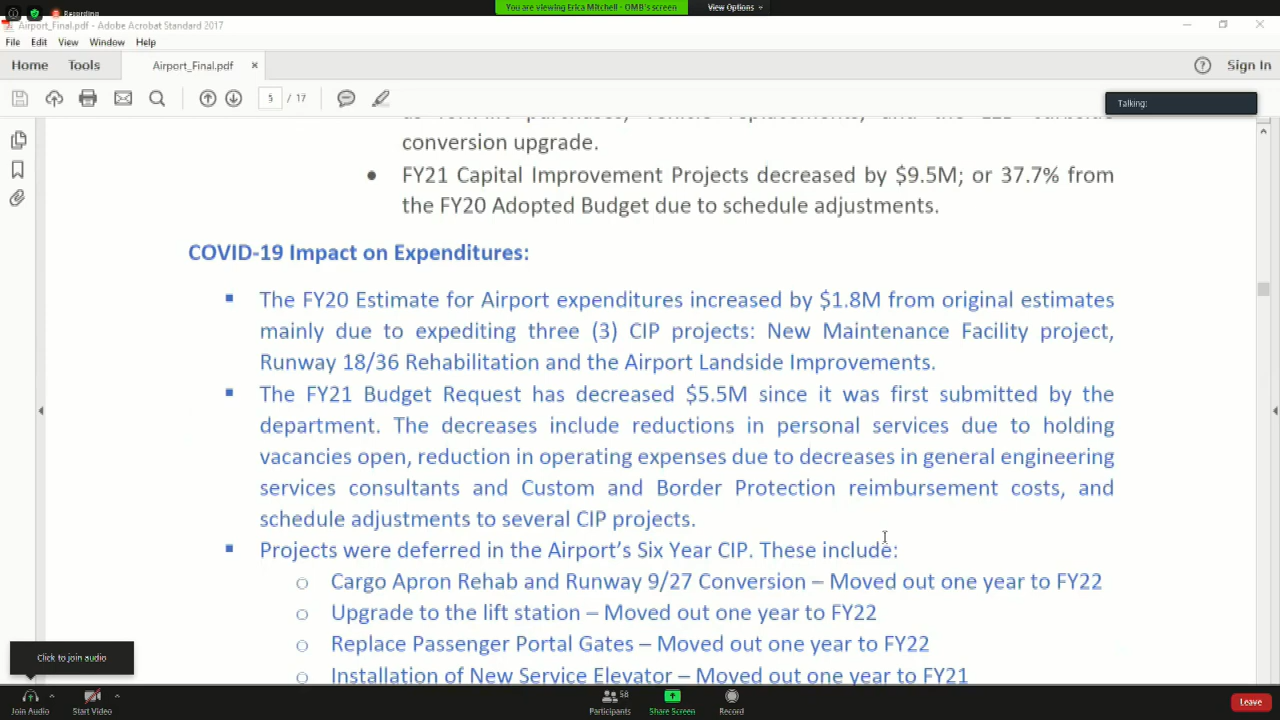 Recording
You are viewing Erica Mitchell - OMB's screen
View Options
Airport_Final.pdf - Adobe Acrobat Standard 2017
File Edit View Window Help
Home Tools Airport_Final.pdf × Sign In
5 / 17
Talking:
conversion upgrade.
• FY21 Capital Improvement Projects decreased by $9.5M; or 37.7% from
the FY20 Adopted Budget due to schedule adjustments.
COVID-19 Impact on Expenditures:
▪ The FY20 Estimate for Airport expenditures increased by $1.8M from original estimates
mainly due to expediting three (3) CIP projects: New Maintenance Facility project,
Runway 18/36 Rehabilitation and the Airport Landside Improvements.
▪ The FY21 Budget Request has decreased $5.5M since it was first submitted by the
department. The decreases include reductions in personal services due to holding
vacancies open, reduction in operating expenses due to decreases in general engineering
services consultants and Custom and Border Protection reimbursement costs, and
schedule adjustments to several CIP projects.
▪ Projects were deferred in the Airport's Six Year CIP. These include:
o Cargo Apron Rehab and Runway 9/27 Conversion – Moved out one year to FY22
o Upgrade to the lift station – Moved out one year to FY22
o Replace Passenger Portal Gates – Moved out one year to FY22
o Installation of New Service Elevator – Moved out one year to FY21
Click to join audio
Join Audio Start Video Participants 58 Share Screen Record Leave